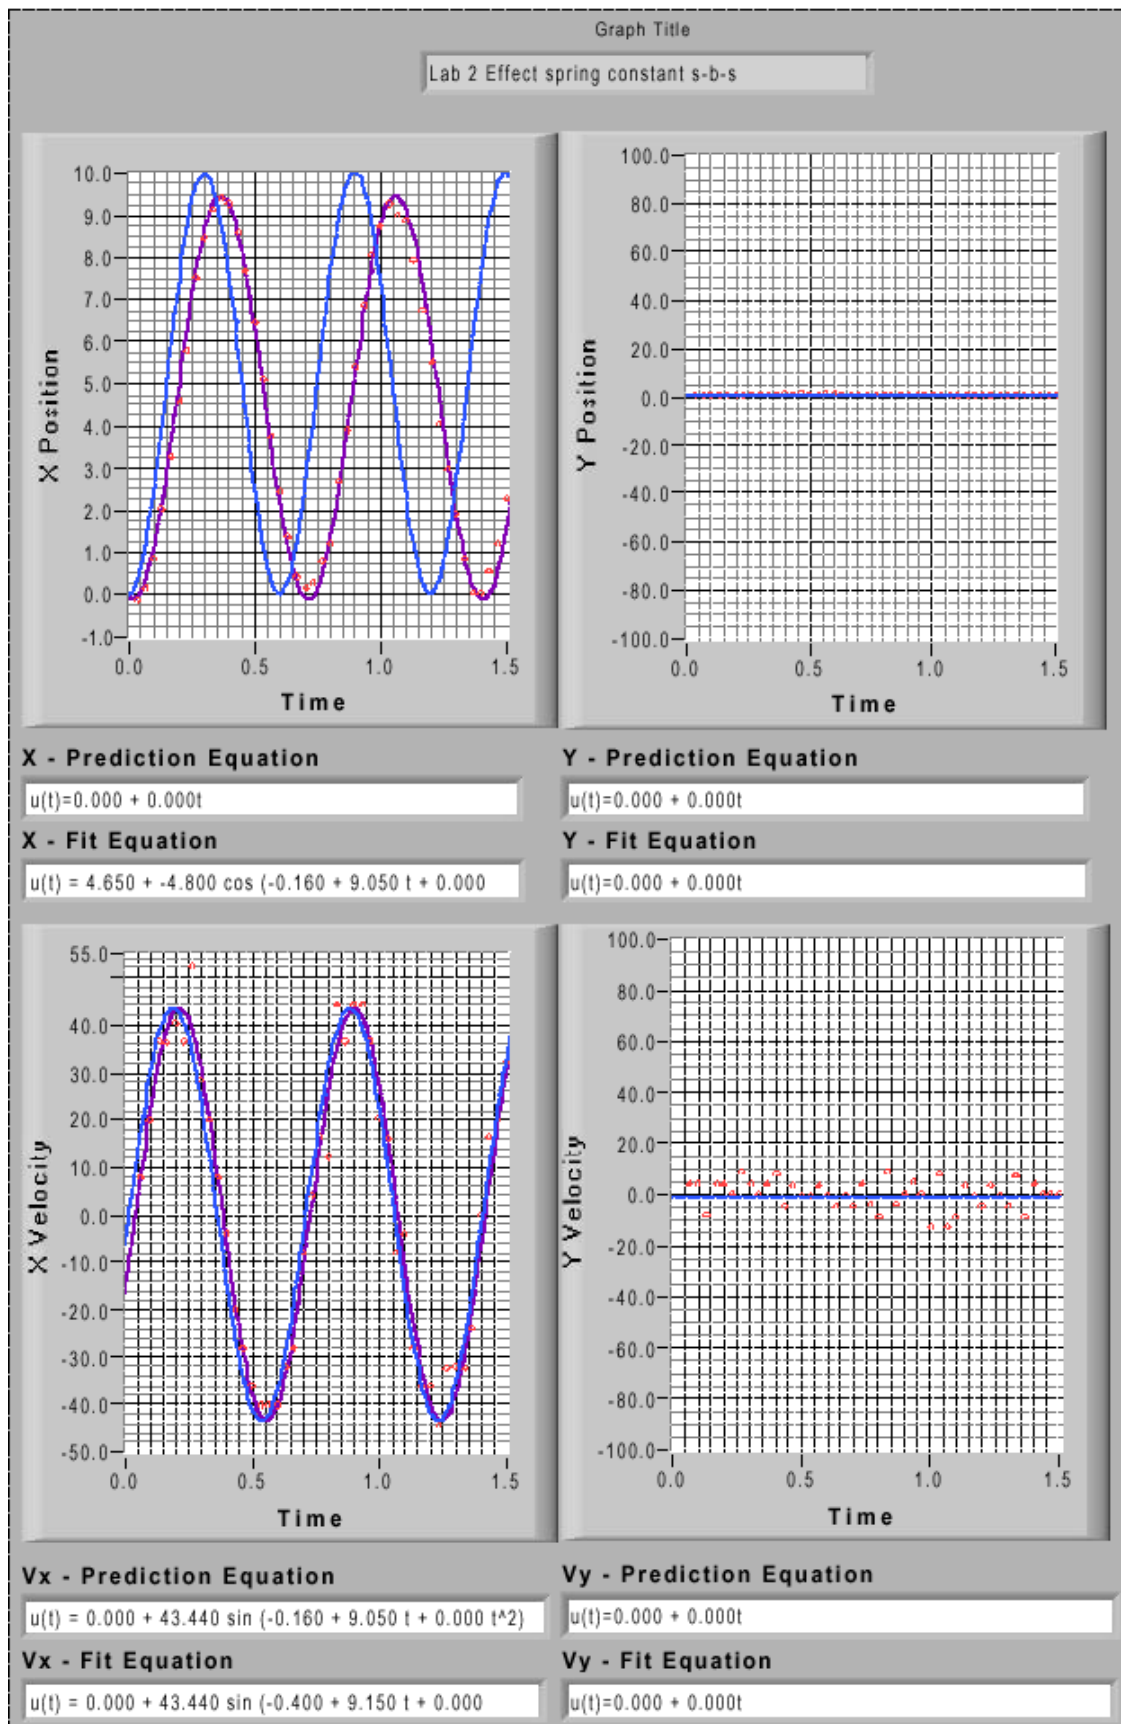 Graph Title
Lab 2 Effect spring constant s-b-s
10.0
9.0
8.0
7.0
6.0
5.0
4.0
3.0
2.0
1.0
0.0
-1.0
X Position
0.0 0.5 1.0 1.5
Time
100.0
80.0
60.0
40.0
20.0
0.0
-20.0
-40.0
-60.0
-80.0
-100.0
Y Position
0.0 0.5 1.0 1.5
Time
X - Prediction Equation
u(t)=0.000 + 0.000t
X - Fit Equation
u(t) = 4.650 + -4.800 cos (-0.160 + 9.050 t + 0.000
Y - Prediction Equation
u(t)=0.000 + 0.000t
Y - Fit Equation
u(t)=0.000 + 0.000t
55.0
40.0
30.0
20.0
10.0
0.0
-10.0
-20.0
-30.0
-40.0
-50.0
X Velocity
0.0 0.5 1.0 1.5
Time
100.0
80.0
60.0
40.0
20.0
0.0
-20.0
-40.0
-60.0
-80.0
-100.0
Y Velocity
0.0 0.5 1.0 1.5
Time
Vx - Prediction Equation
u(t) = 0.000 + 43.440 sin (-0.160 + 9.050 t + 0.000 t^2)
Vx - Fit Equation
u(t) = 0.000 + 43.440 sin (-0.400 + 9.150 t + 0.000
Vy - Prediction Equation
u(t)=0.000 + 0.000t
Vy - Fit Equation
u(t)=0.000 + 0.000t